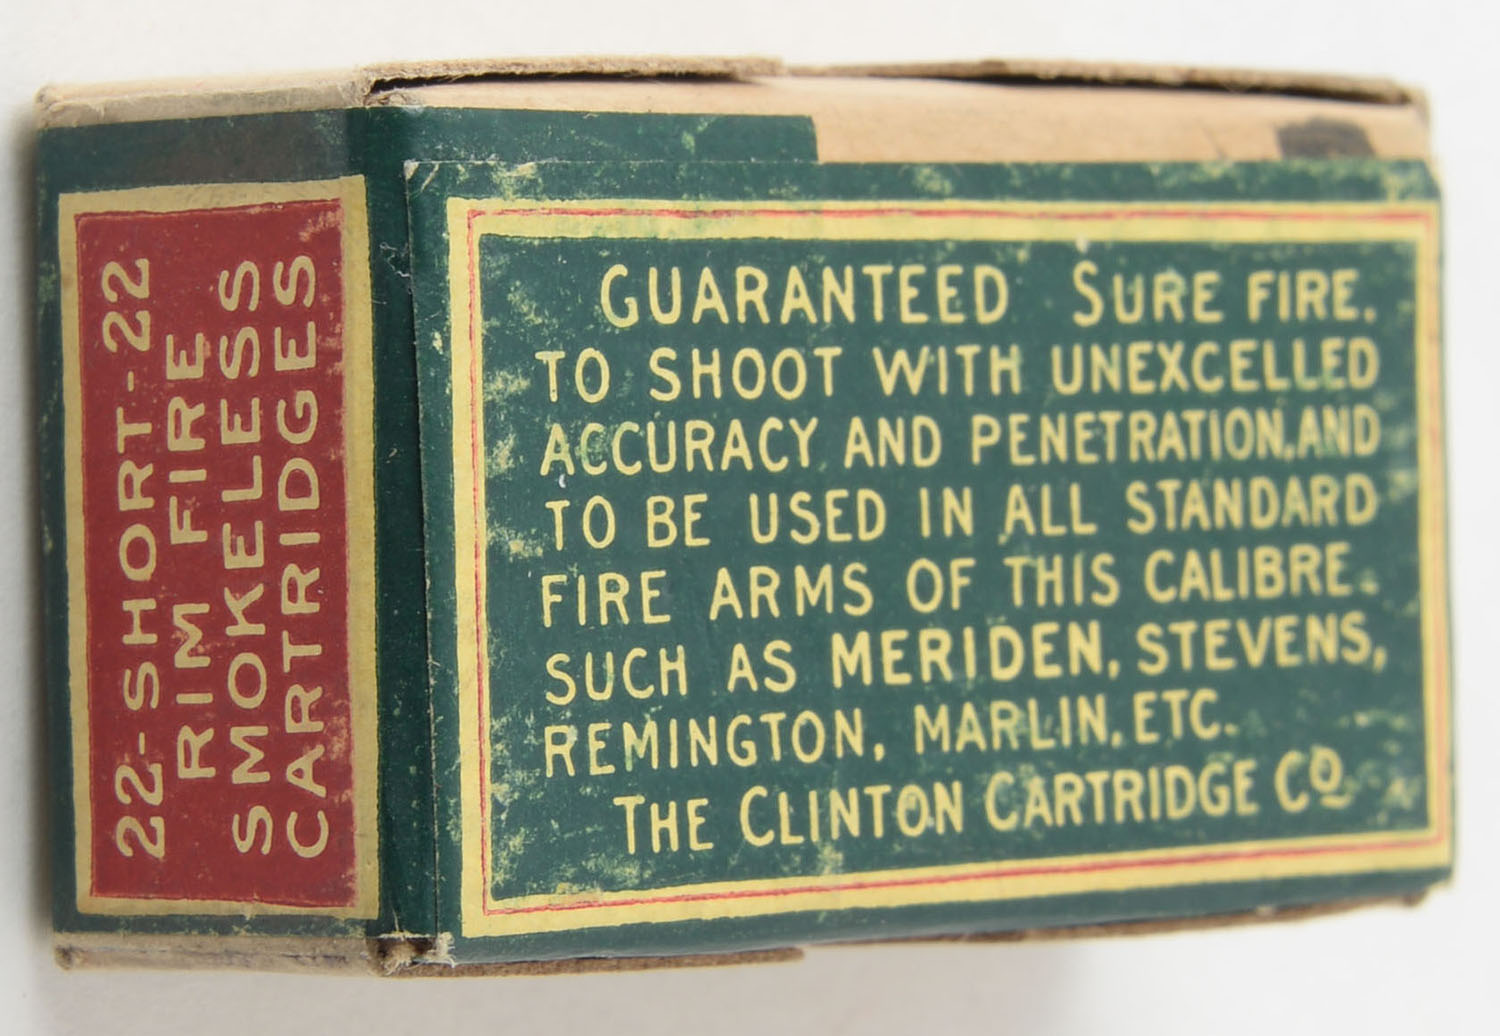 22-SHORT-22
RIM FIRE
SMOKELESS
CARTRIDGES
GUARANTEED SURE FIRE.
TO SHOOT WITH UNEXCELLED
ACCURACY AND PENETRATION, AND
TO BE USED IN ALL STANDARD
FIRE ARMS OF THIS CALIBRE.
SUCH AS MERIDEN, STEVENS,
REMINGTON, MARLIN, ETC.
THE CLINTON CARTRIDGE CO